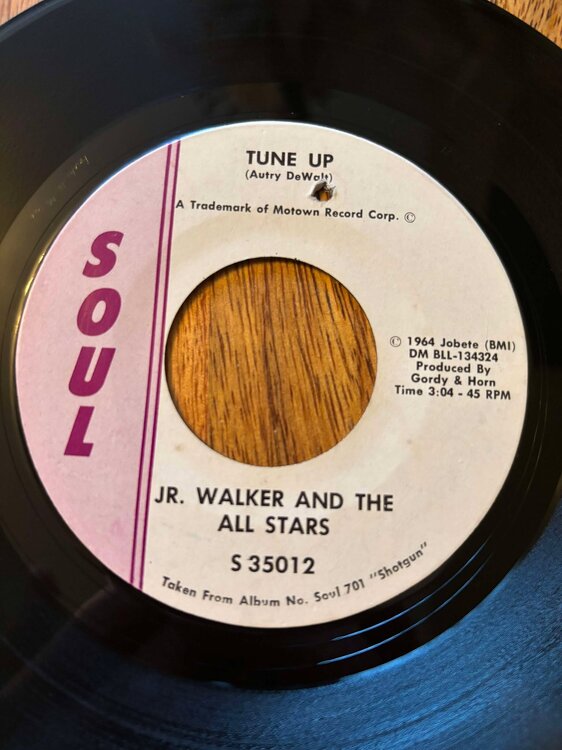 TUNE UP
(Autry DeWalt)
A Trademark of Motown Record Corp. ©
SOUL
© 1964 Jobete (BMI)
DM BLL-134324
Produced By
Gordy & Horn
Time 3:04 - 45 RPM
JR. WALKER AND THE
ALL STARS
S 35012
Taken From Album No. Soul 701 "Shotgun"